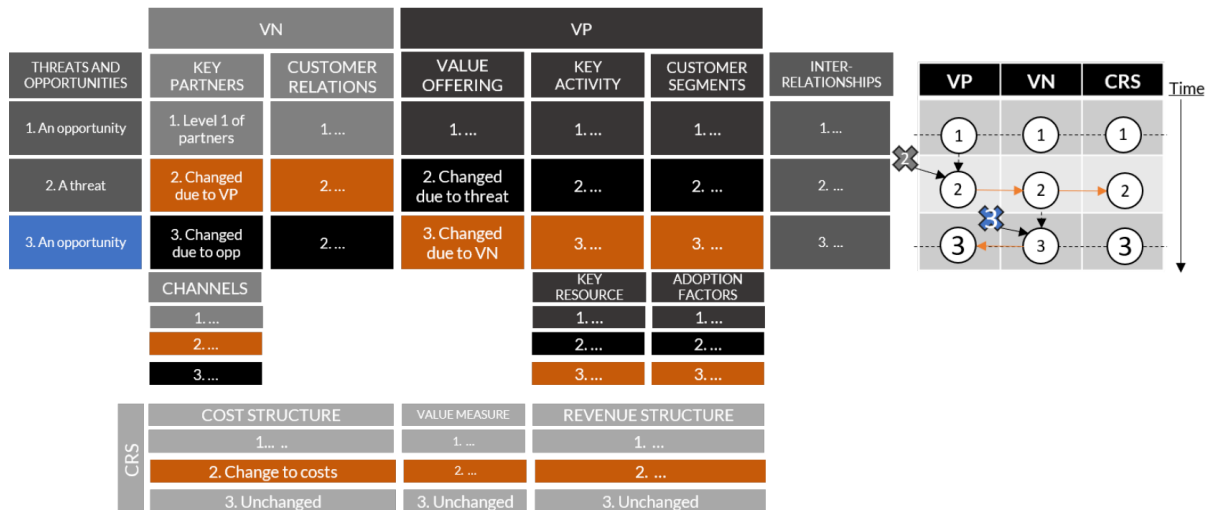 VN
VP
THREATS AND
OPPORTUNITIES
KEY
PARTNERS
CUSTOMER
RELATIONS
VALUE
OFFERING
KEY
ACTIVITY
CUSTOMER
SEGMENTS
INTER-
RELATIONSHIPS
1. An opportunity
1. Level 1 of
partners
1. ...
1. ...
1. ...
1. ...
1. ...
2. A threat
2. Changed
due to VP
2. ...
2. Changed
due to threat
2. ...
2. ...
2. ...
3. An opportunity
3. Changed
due to opp
2. ...
3. Changed
due to VN
3. ...
3. ...
3. ...
CHANNELS
1. ...
2. ...
3. ...
KEY
RESOURCE
1. ...
2. ...
3. ...
ADOPTION
FACTORS
1. ...
2. ...
3. ...
CRS
COST STRUCTURE
VALUE MEASURE
REVENUE STRUCTURE
1... ..
1. ...
1. ...
2. Change to costs
2. ...
2. ...
3. Unchanged
3. Unchanged
3. Unchanged
VP
VN
CRS
Time
1
1
1
2
2
2
2
3
3
3
3